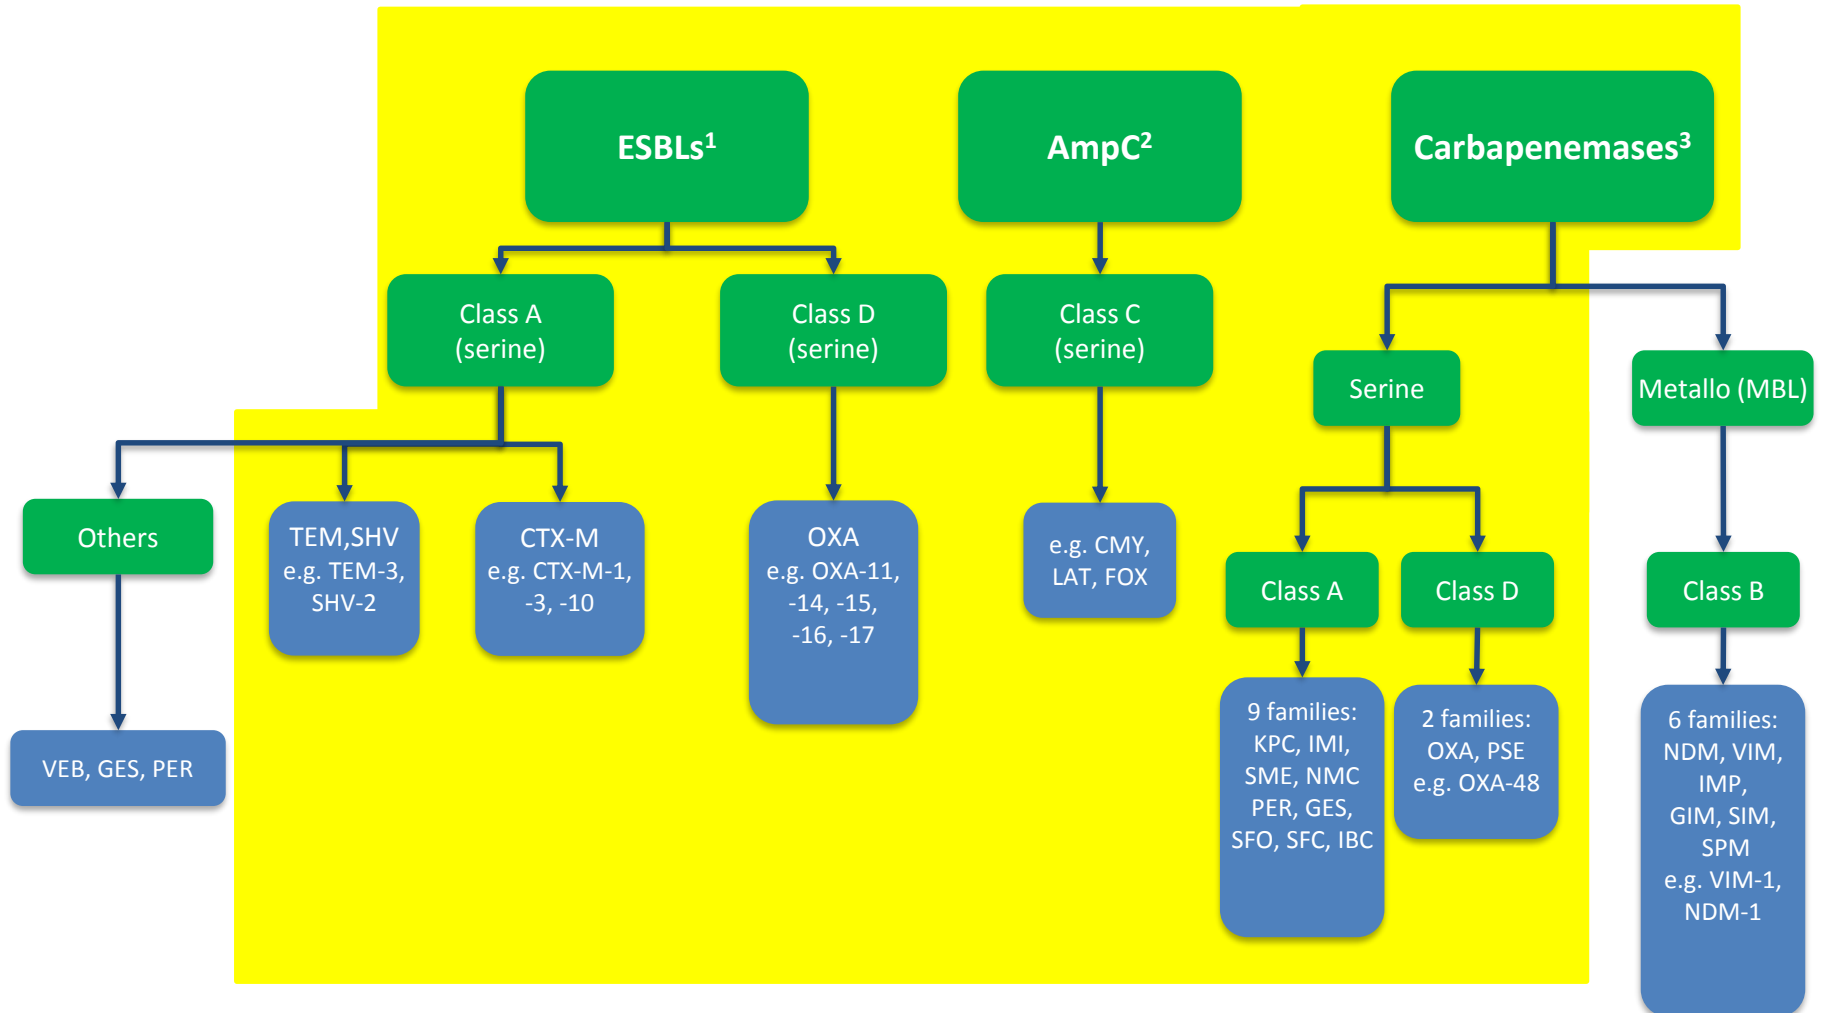 ESBLs¹
AmpC²
Carbapenemases³
Class A
(serine)
Class D
(serine)
Class C
(serine)
Serine
Metallo (MBL)
Others
TEM,SHV
e.g. TEM-3,
SHV-2
CTX-M
e.g. CTX-M-1,
-3, -10
OXA
e.g. OXA-11,
-14, -15,
-16, -17
e.g. CMY,
LAT, FOX
Class A
Class D
Class B
VEB, GES, PER
9 families:
KPC, IMI,
SME, NMC
PER, GES,
SFO, SFC, IBC
2 families:
OXA, PSE
e.g. OXA-48
6 families:
NDM, VIM,
IMP,
GIM, SIM,
SPM
e.g. VIM-1,
NDM-1